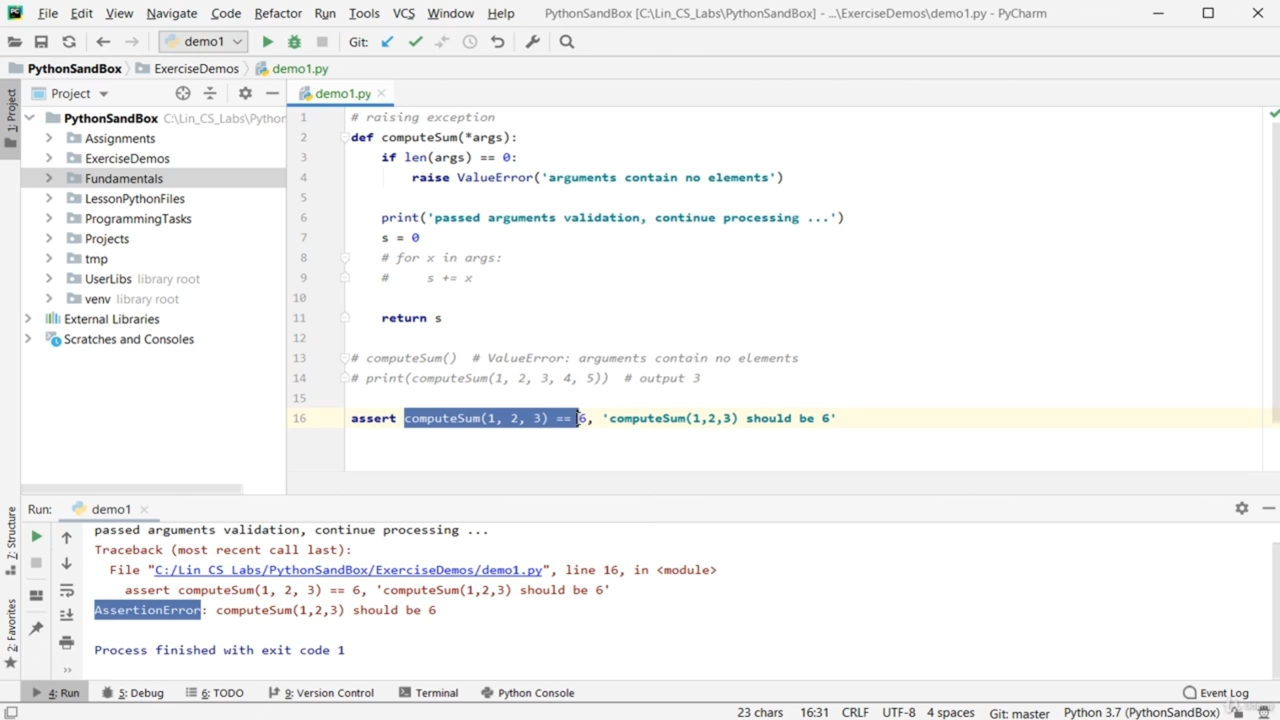 File Edit View Navigate Code Refactor Run Tools VCS Window Help PythonSandBox [C:\Lin_CS_Labs\PythonSandBox] - ...\ExerciseDemos\demo1.py - PyCharm
demo1 Git:
PythonSandBox ExerciseDemos demo1.py
1: Project
Project
demo1.py
PythonSandBox C:\Lin_CS_Labs\Python
Assignments
ExerciseDemos
Fundamentals
LessonPythonFiles
ProgrammingTasks
Projects
tmp
UserLibs library root
venv library root
External Libraries
Scratches and Consoles
1 # raising exception
2 def computeSum(*args):
3 if len(args) == 0:
4 raise ValueError('arguments contain no elements')
5
6 print('passed arguments validation, continue processing ...')
7 s = 0
8 # for x in args:
9 # s += x
10
11 return s
12
13 # computeSum() # ValueError: arguments contain no elements
14 # print(computeSum(1, 2, 3, 4, 5)) # output 3
15
16 assert computeSum(1, 2, 3) == 6, 'computeSum(1,2,3) should be 6'
7: Structure
2: Favorites
Run: demo1
passed arguments validation, continue processing ...
Traceback (most recent call last):
File "C:/Lin_CS_Labs/PythonSandBox/ExerciseDemos/demo1.py", line 16, in <module>
assert computeSum(1, 2, 3) == 6, 'computeSum(1,2,3) should be 6'
AssertionError: computeSum(1,2,3) should be 6
Process finished with exit code 1
4: Run 5: Debug 6: TODO 9: Version Control Terminal Python Console Event Log
23 chars 16:31 CRLF UTF-8 4 spaces Git: master Python 3.7 (PythonSandBox)